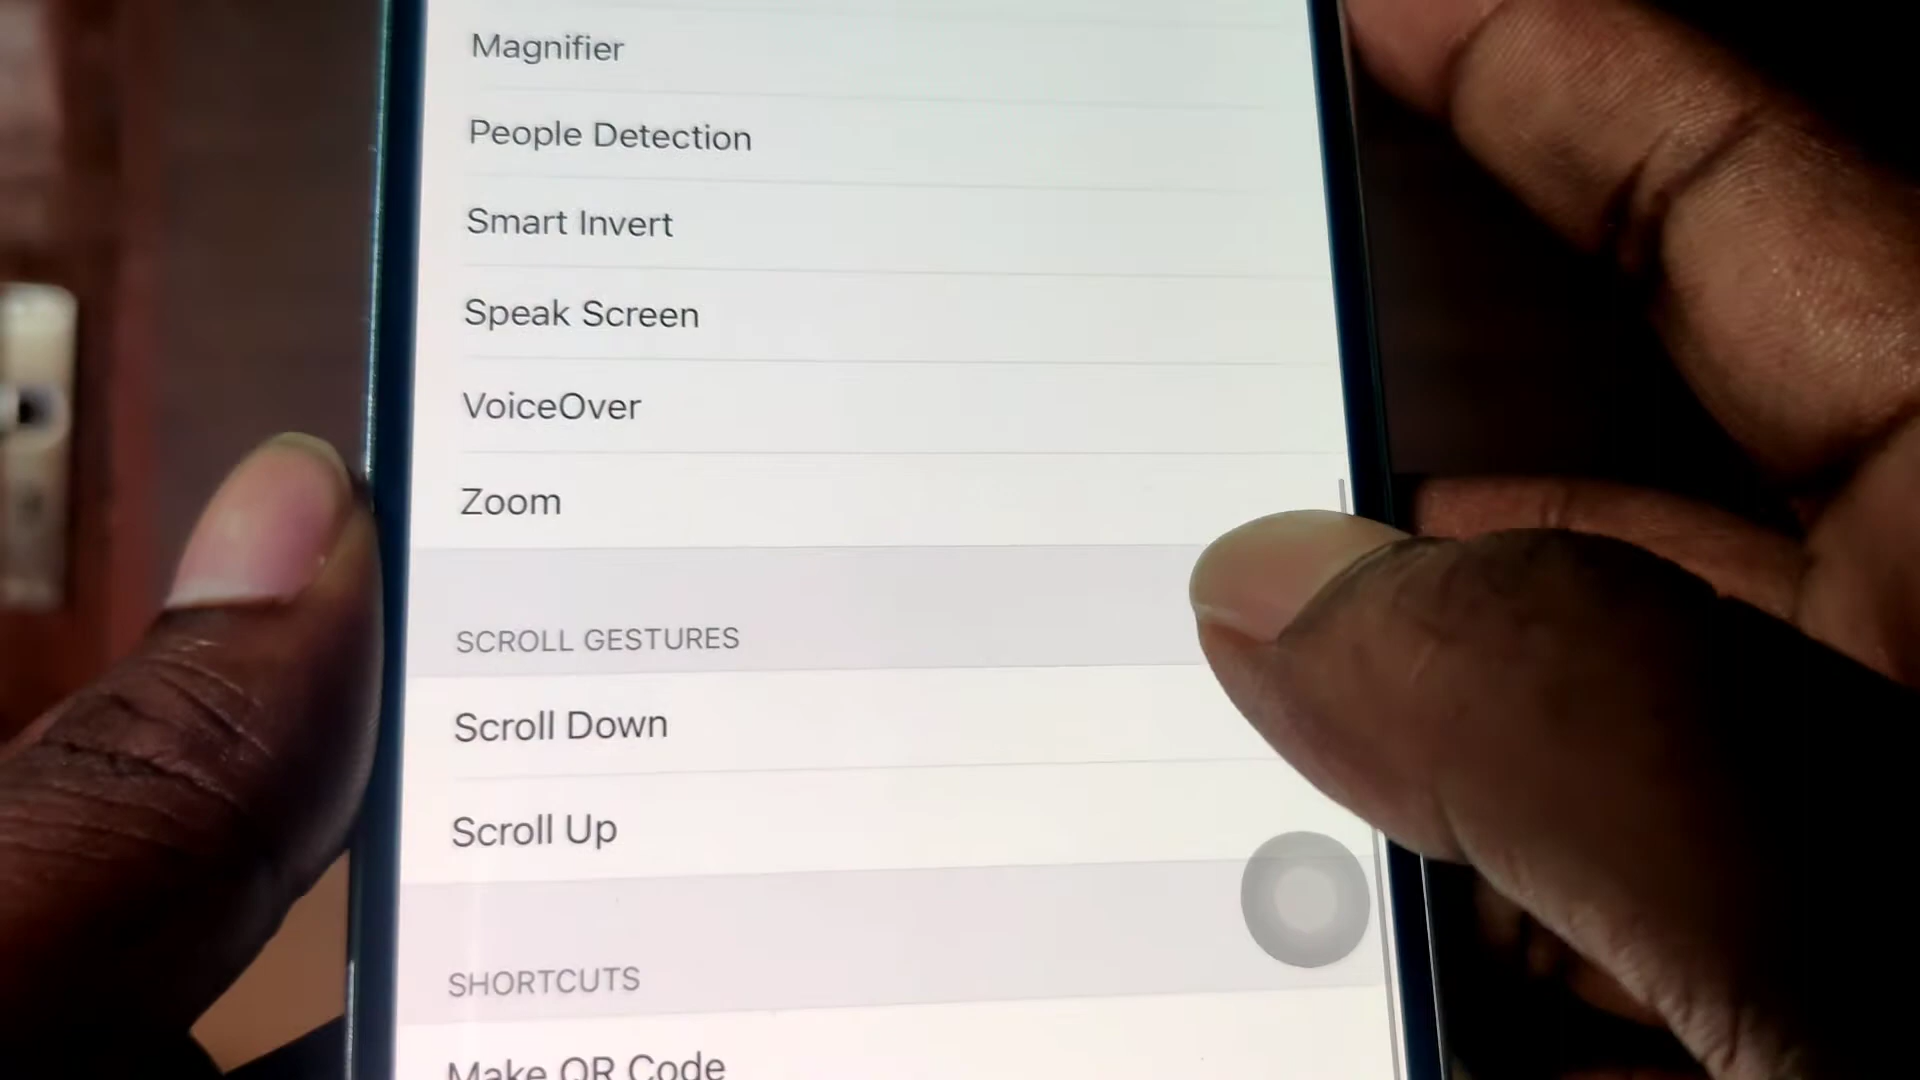 Magnifier
People Detection
Smart Invert
Speak Screen
VoiceOver
Zoom
SCROLL GESTURES
Scroll Down
Scroll Up
SHORTCUTS
Make QR Code